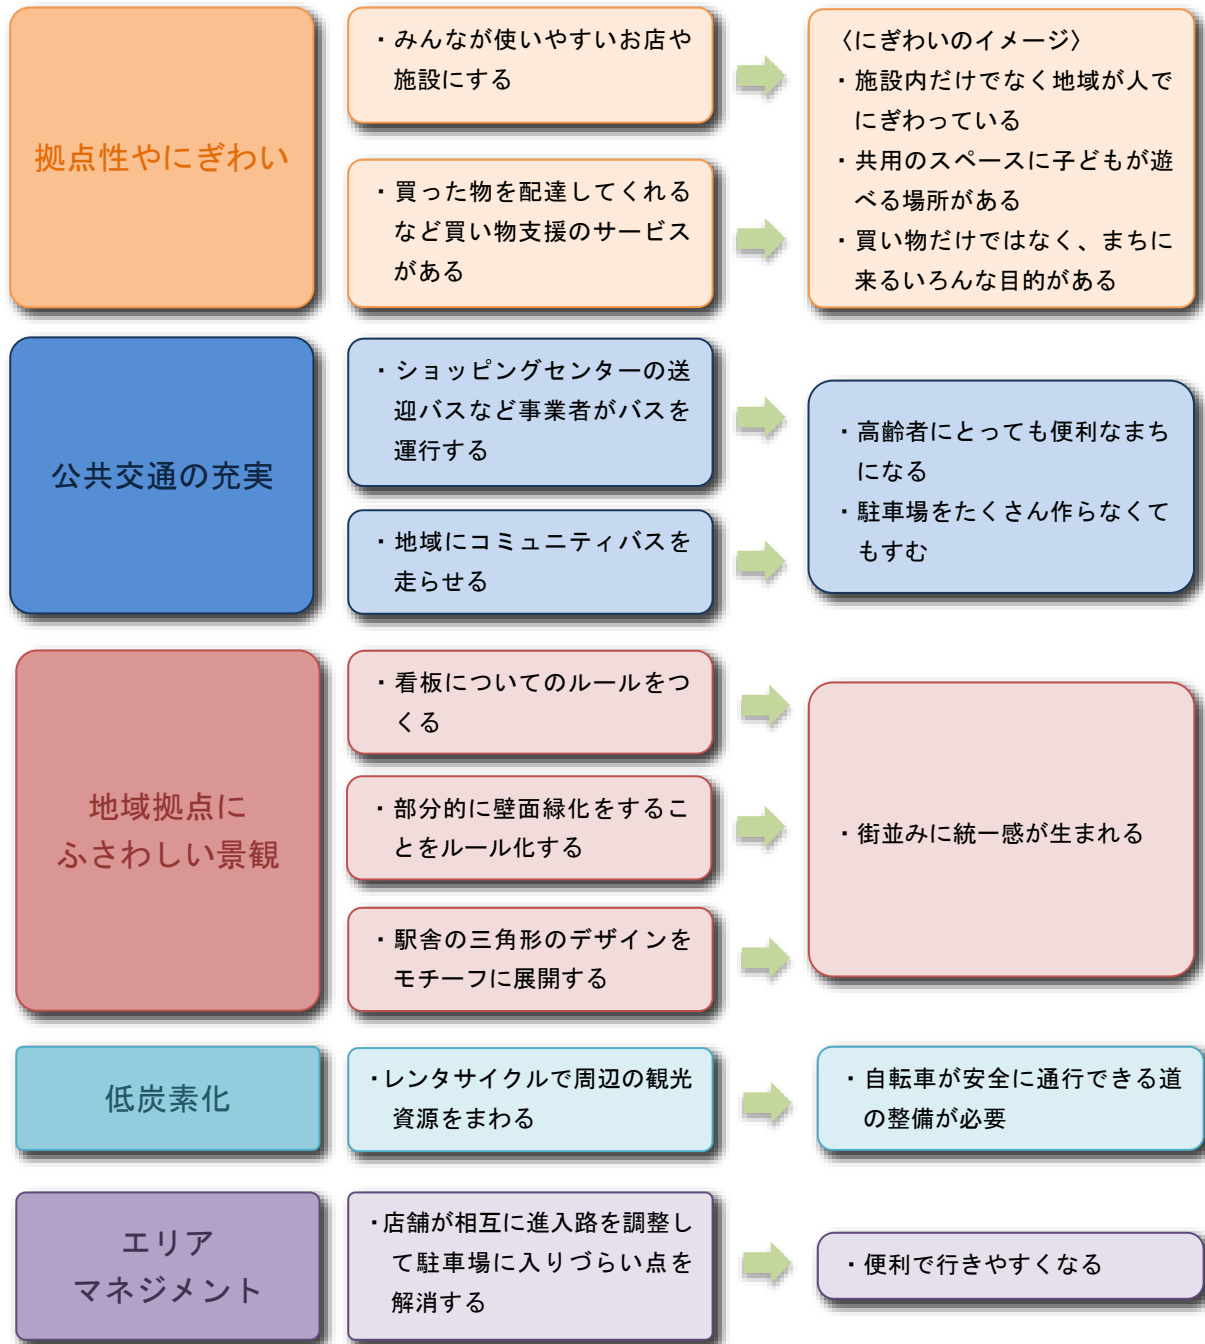 拠点性やにぎわい
・みんなが使いやすいお店や
施設にする
・買った物を配達してくれる
など買い物支援のサービス
がある
〈にぎわいのイメージ〉
・施設内だけでなく地域が人で
にぎわっている
・共用のスペースに子どもが遊
べる場所がある
・買い物だけではなく、まちに
来るいろんな目的がある
公共交通の充実
・ショッピングセンターの送
迎バスなど事業者がバスを
運行する
・地域にコミュニティバスを
走らせる
・高齢者にとっても便利なまち
になる
・駐車場をたくさん作らなくて
もすむ
地域拠点に
ふさわしい景観
・看板についてのルールをつ
くる
・部分的に壁面緑化をするこ
とをルール化する
・駅舎の三角形のデザインを
モチーフに展開する
・街並みに統一感が生まれる
低炭素化
・レンタサイクルで周辺の観光
資源をまわる
・自転車が安全に通行できる道
の整備が必要
エリア
マネジメント
・店舗が相互に進入路を調整し
て駐車場に入りづらい点を
解消する
・便利で行きやすくなる